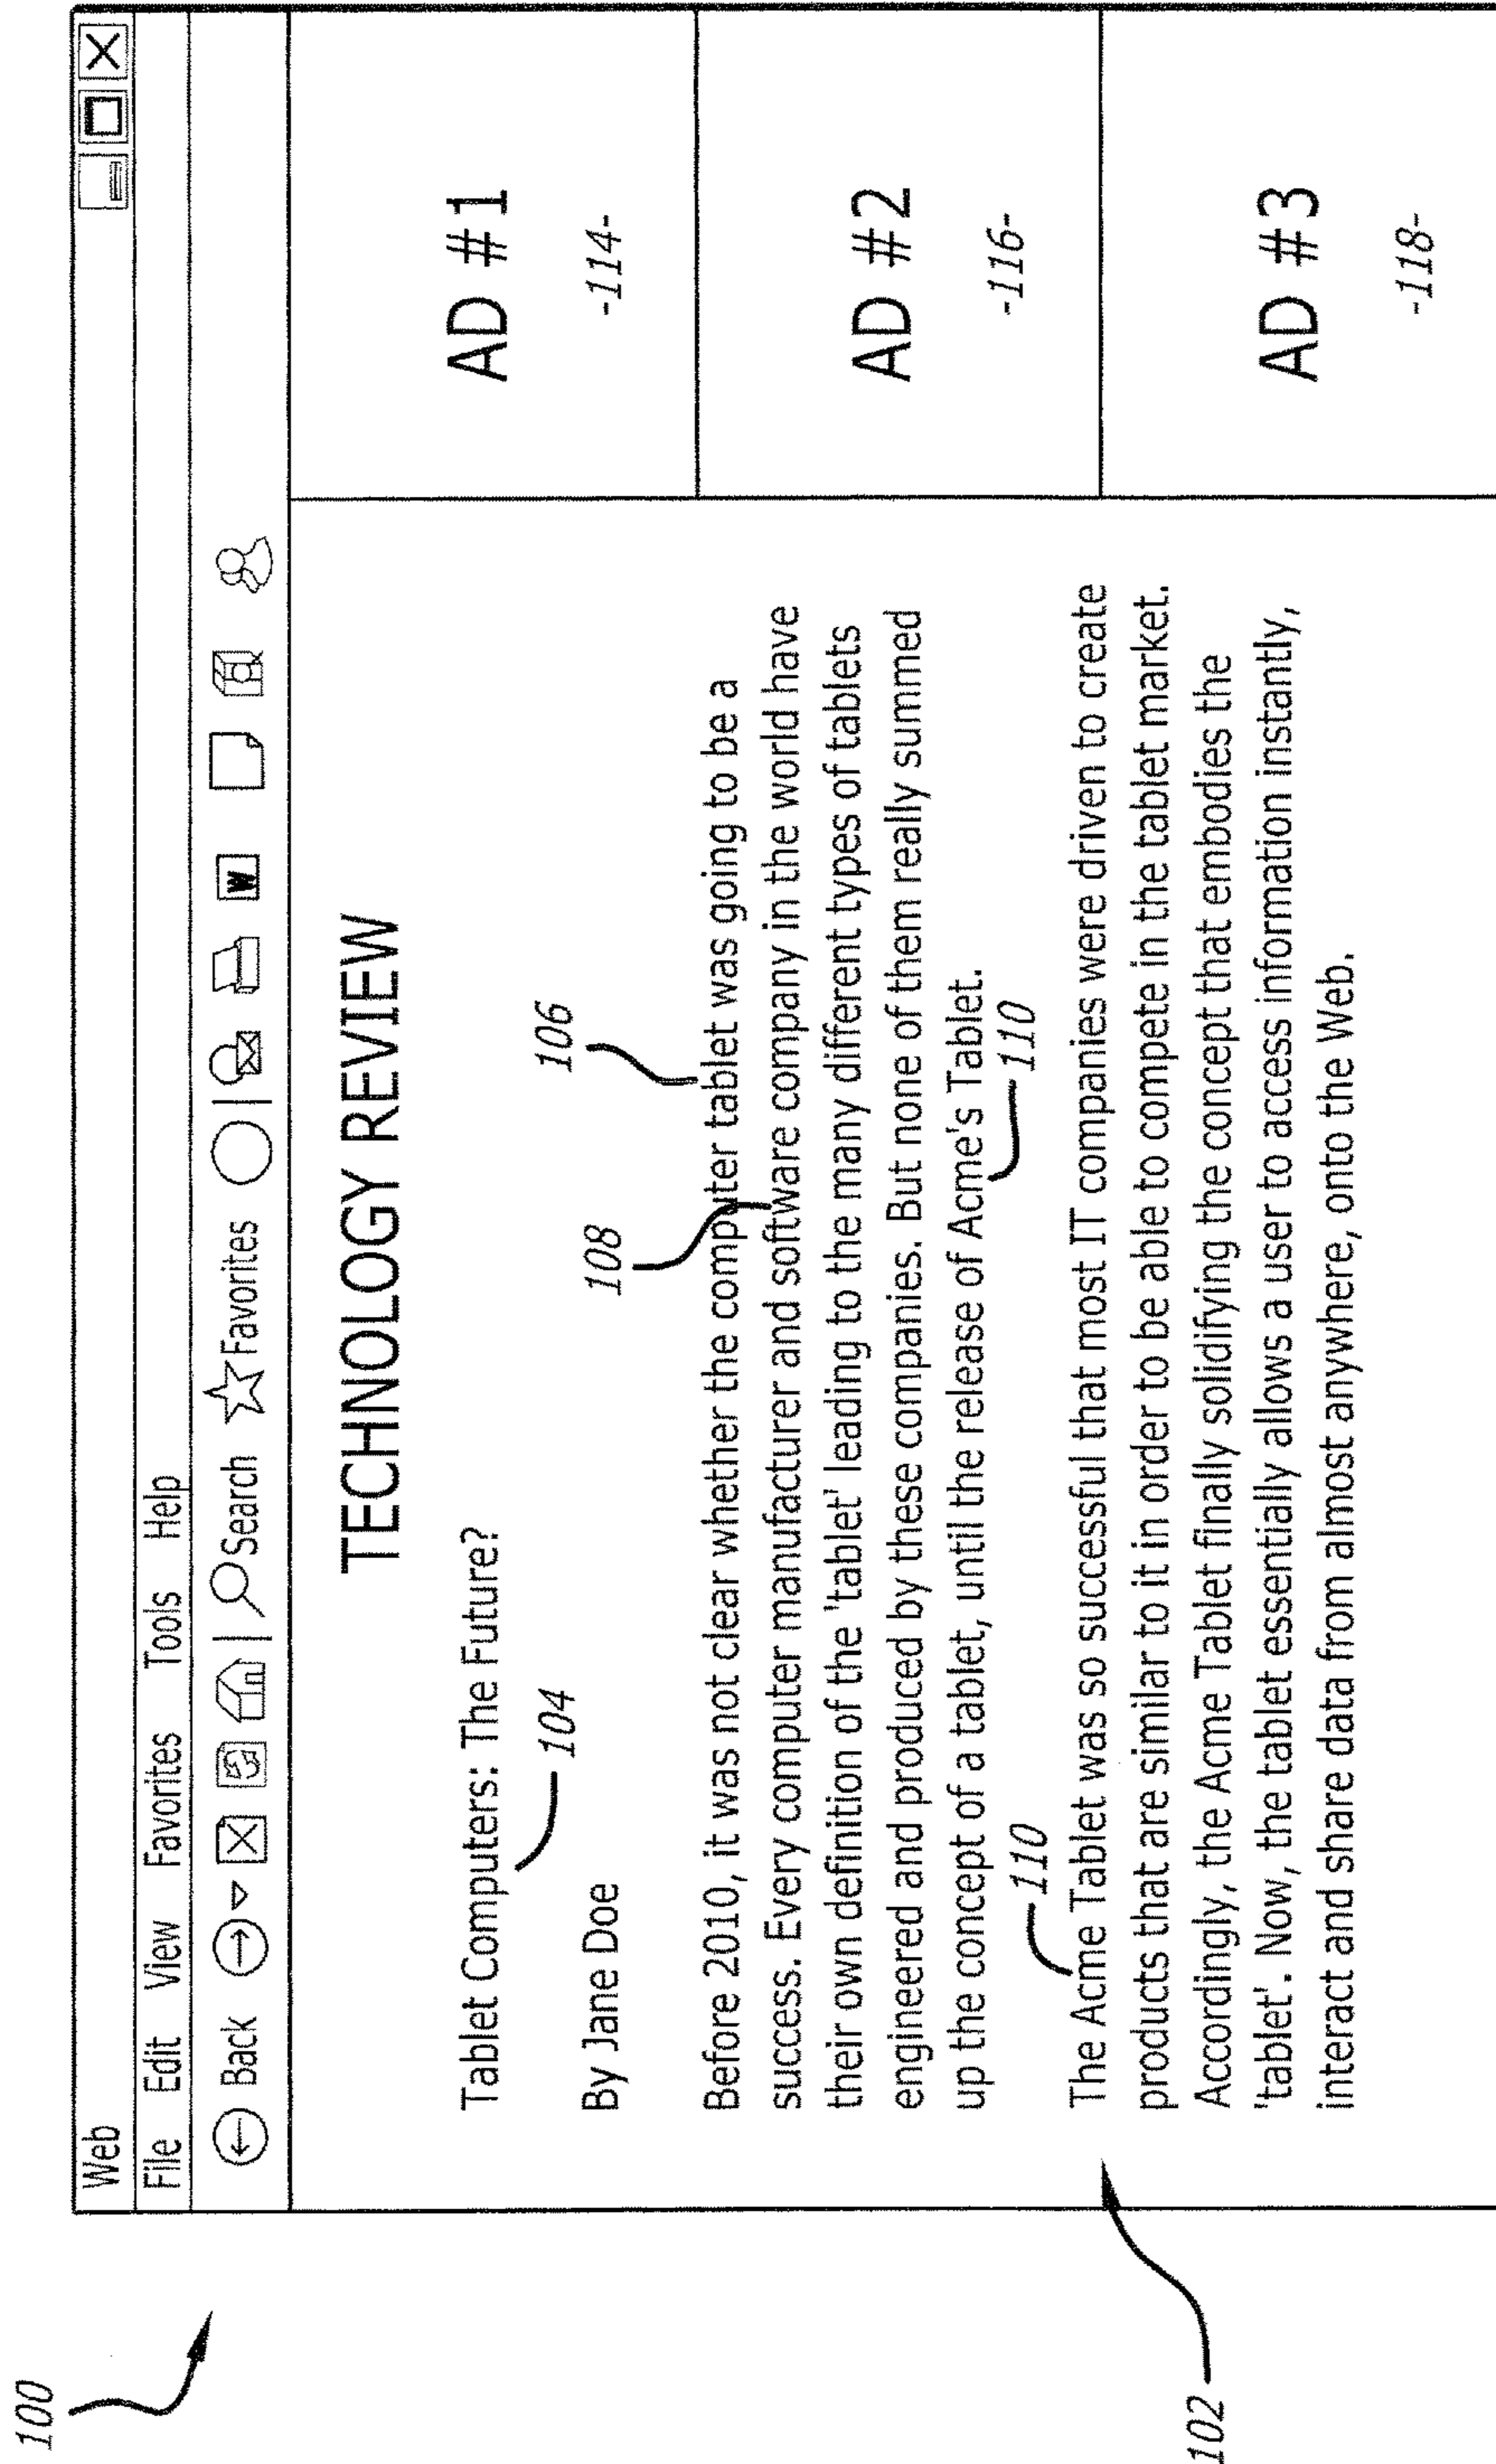 100
Web
File Edit View Favorites Tools Help
Back Search Favorites W
TECHNOLOGY REVIEW
Tablet Computers: The Future?
104
By Jane Doe
106
108
Before 2010, it was not clear whether the computer tablet was going to be a
success. Every computer manufacturer and software company in the world have
their own definition of the 'tablet' leading to the many different types of tablets
engineered and produced by these companies. But none of them really summed
up the concept of a tablet, until the release of Acme's Tablet.
110
110
The Acme Tablet was so successful that most IT companies were driven to create
products that are similar to it in order to be able to compete in the tablet market.
Accordingly, the Acme Tablet finally solidifying the concept that embodies the
'tablet'. Now, the tablet essentially allows a user to access information instantly,
interact and share data from almost anywhere, onto the Web.
102
AD #1
-114-
AD #2
-116-
AD #3
-118-